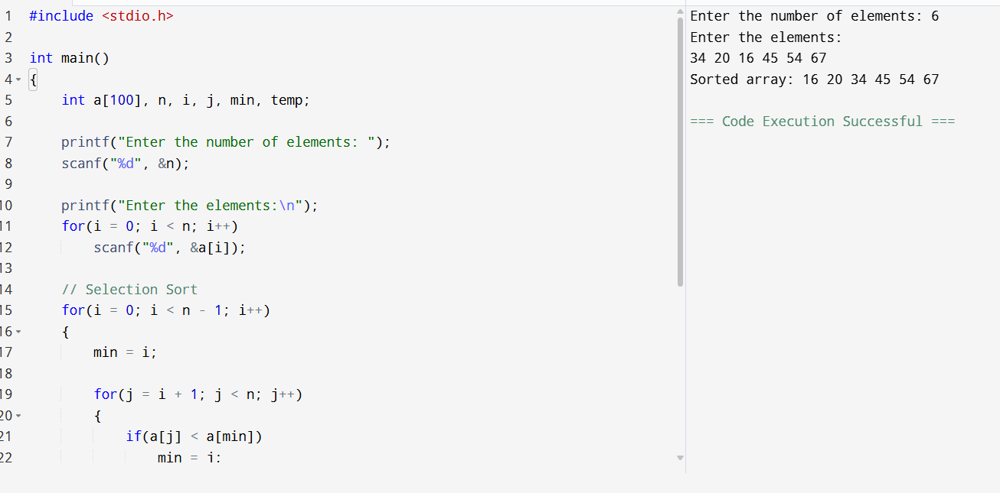 1 #include <stdio.h>
2
3 int main()
4 {
5     int a[100], n, i, j, min, temp;
6
7     printf("Enter the number of elements: ");
8     scanf("%d", &n);
9
10     printf("Enter the elements:\n");
11     for(i = 0; i < n; i++)
12         scanf("%d", &a[i]);
13
14     // Selection Sort
15     for(i = 0; i < n - 1; i++)
16     {
17         min = i;
18
19         for(j = i + 1; j < n; j++)
20         {
21             if(a[j] < a[min])
22                 min =
Enter the number of elements: 6
Enter the elements:
34 20 16 45 54 67
Sorted array: 16 20 34 45 54 67
=== Code Execution Successful ===